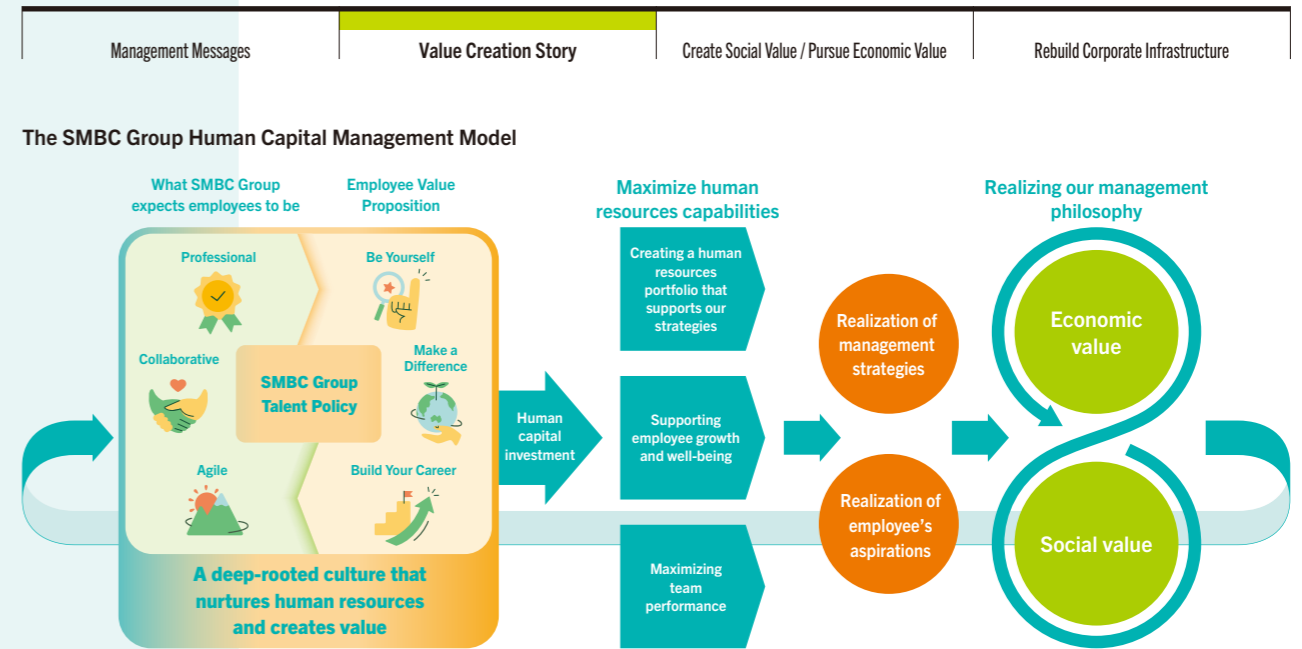 Management Messages
Value Creation Story
Create Social Value / Pursue Economic Value
Rebuild Corporate Infrastructure
The SMBC Group Human Capital Management Model
What SMBC Group
expects employees to be
Employee Value
Proposition
Professional
Collaborative
Agile
Be Yourself
Make a
Difference
Build Your Career
SMBC Group
Talent Policy
A deep-rooted culture that
nurtures human resources
and creates value
Human
capital
investment
Maximize human
resources capabilities
Creating a human
resources
portfolio that
supports our
strategies
Supporting
employee growth
and well-being
Maximizing
team
performance
Realization of
management
strategies
Realization of
employee's
aspirations
Realizing our management
philosophy
Economic
value
Social value